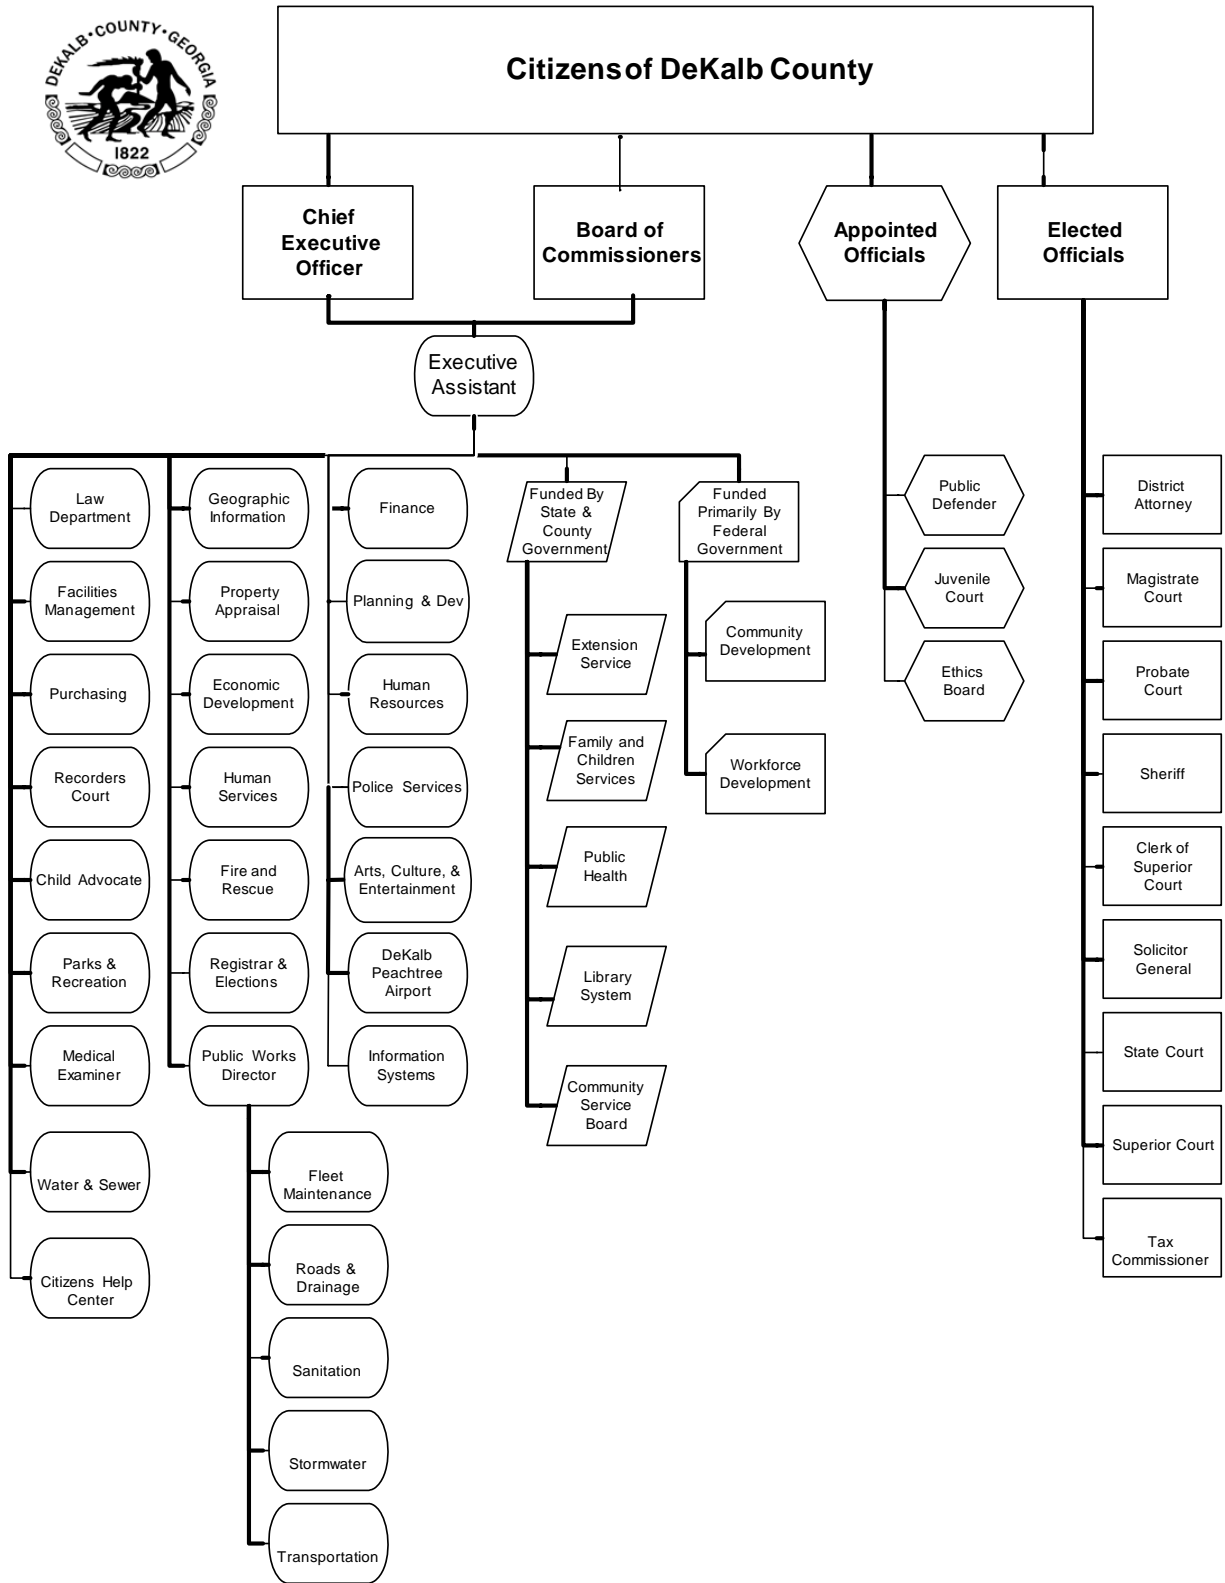 DEKALB·COUNTY·GEORGIA
1822
Citizens of DeKalb County
Chief
Executive
Officer
Board of
Commissioners
Appointed
Officials
Elected
Officials
Executive
Assistant
Law
Department
Facilities
Management
Purchasing
Recorders
Court
Child Advocate
Parks &
Recreation
Medical
Examiner
Water & Sewer
Citizens Help
Center
Geographic
Information
Property
Appraisal
Economic
Development
Human
Services
Fire and
Rescue
Registrar &
Elections
Public Works
Director
Fleet
Maintenance
Roads &
Drainage
Sanitation
Stormwater
Transportation
Finance
Planning & Dev
Human
Resources
Police Services
Arts, Culture, &
Entertainment
DeKalb
Peachtree
Airport
Information
Systems
Funded By
State &
County
Government
Extension
Service
Family and
Children
Services
Public
Health
Library
System
Community
Service
Board
Funded
Primarily By
Federal
Government
Community
Development
Workforce
Development
Public
Defender
Juvenile
Court
Ethics
Board
District
Attorney
Magistrate
Court
Probate
Court
Sheriff
Clerk of
Superior
Court
Solicitor
General
State Court
Superior Court
Tax
Commissioner